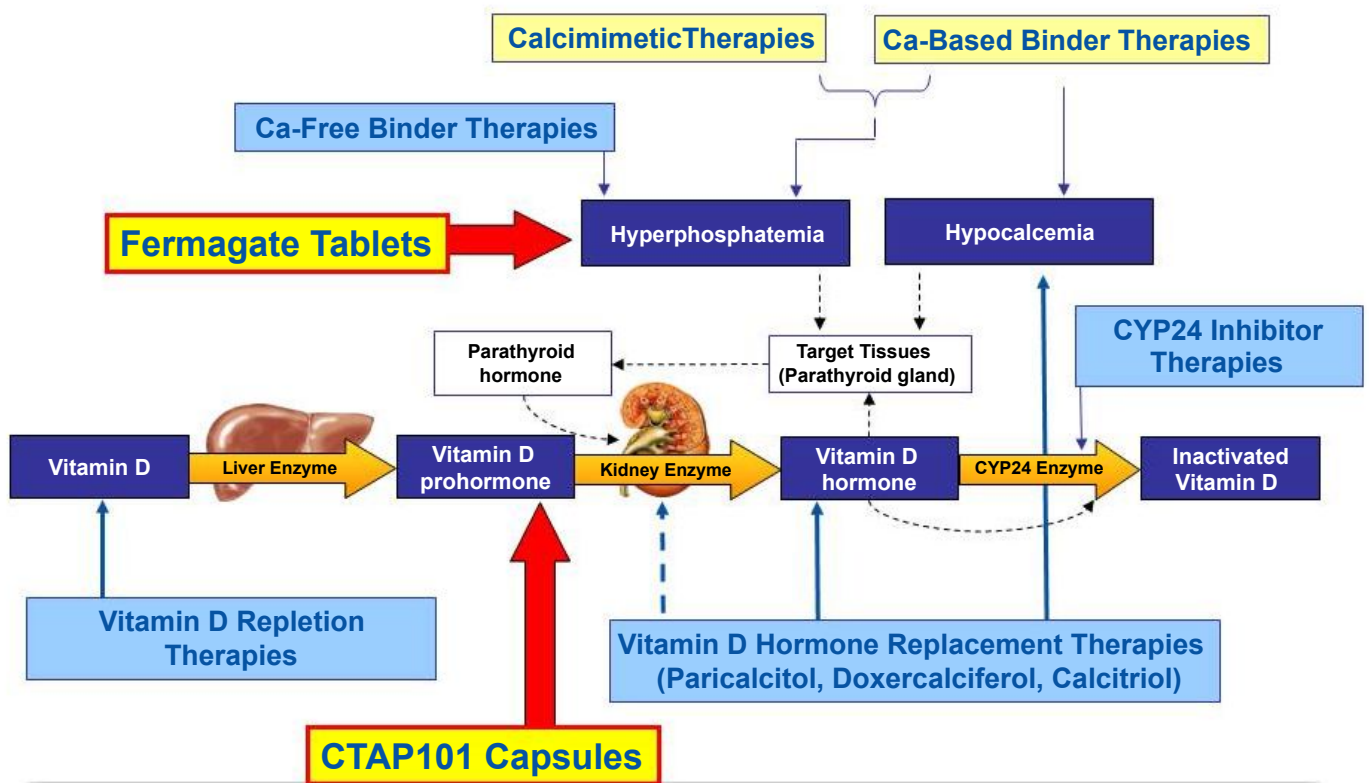 CalcimimeticTherapies
Ca-Based Binder Therapies
Ca-Free Binder Therapies
Fermagate Tablets
Hyperphosphatemia
Hypocalcemia
CYP24 Inhibitor
Therapies
Parathyroid
hormone
Target Tissues
(Parathyroid gland)
Vitamin D
Liver Enzyme
Vitamin D
prohormone
Kidney Enzyme
Vitamin D
hormone
CYP24 Enzyme
Inactivated
Vitamin D
Vitamin D Repletion
Therapies
Vitamin D Hormone Replacement Therapies
(Paricalcitol, Doxercalciferol, Calcitriol)
CTAP101 Capsules